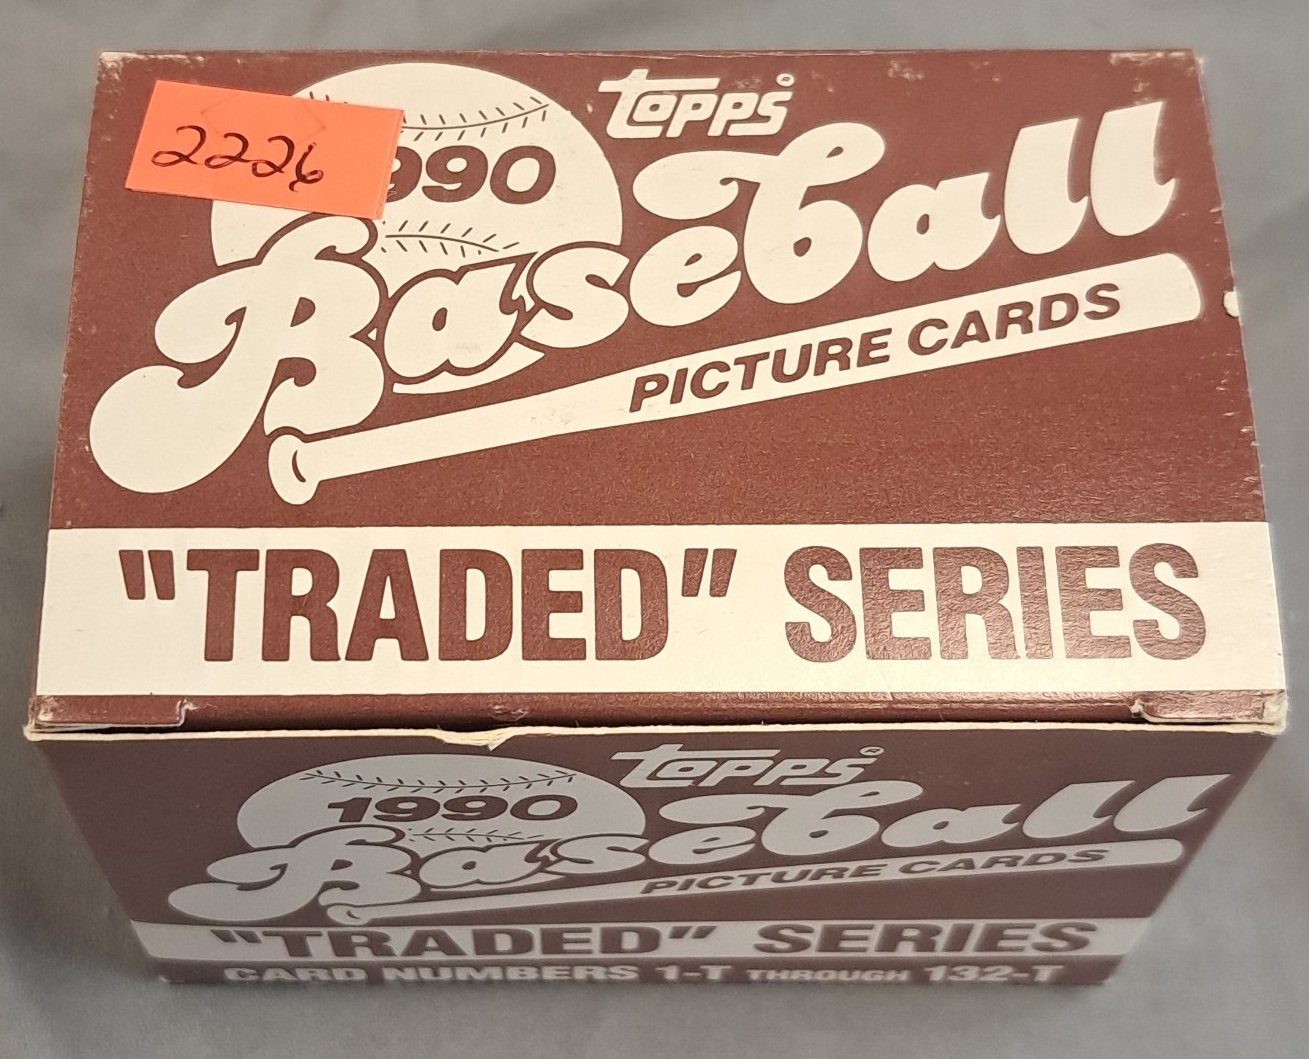 2226
topps®
990
Baseball
PICTURE CARDS
"TRADED" SERIES
topps®
1990
Baseball
PICTURE CARDS
"TRADED" SERIES
CARD NUMBERS 1-T THROUGH 132-T